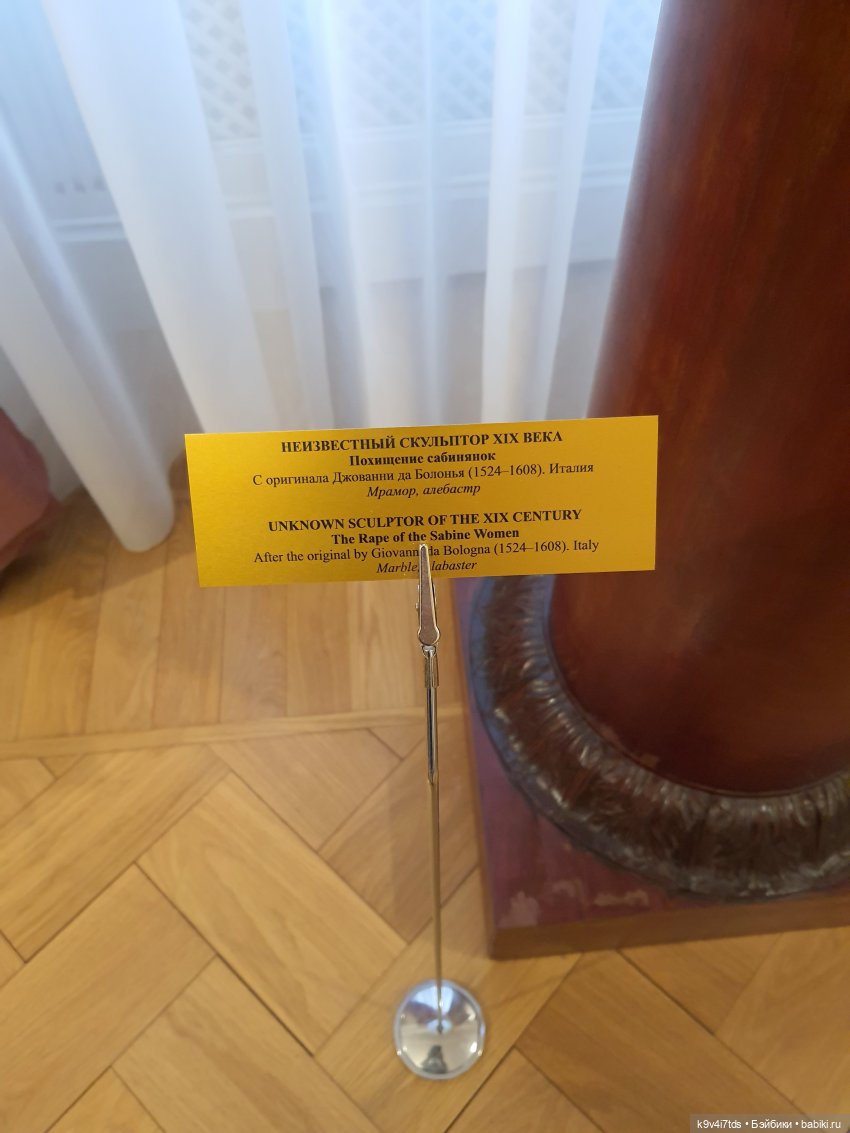 НЕИЗВЕСТНЫЙ СКУЛЬПТОР XIX ВЕКА
Похищение сабинянок
С оригинала Джованни да Болонья (1524–1608). Италия
Мрамор, алебастр
UNKNOWN SCULPTOR OF THE XIX CENTURY
The Rape of the Sabine Women
After the original by Giovanni da Bologna (1524–1608). Italy
Marble, alabaster
k9v4i7tds • Бэйбики • babiki.ru